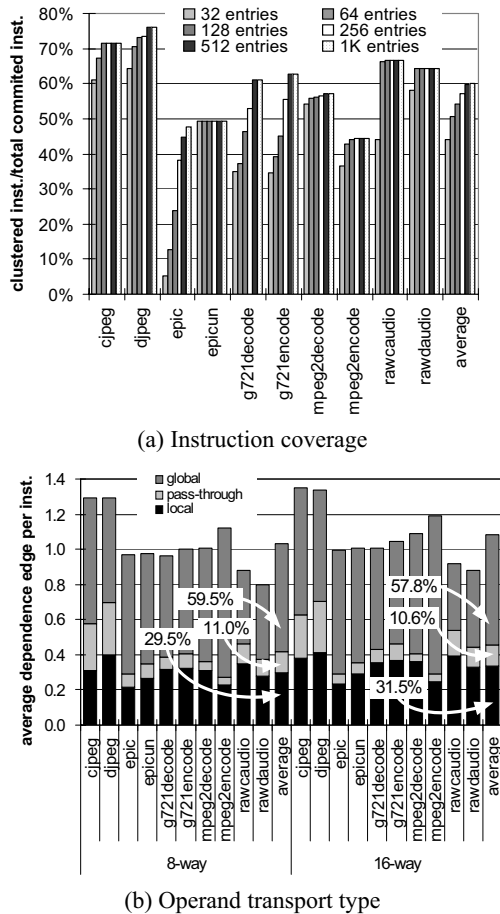 80%
70%
60%
50%
40%
30%
20%
10%
0%
clustered inst./total commited inst.
32 entries
64 entries
128 entries
256 entries
512 entries
1K entries
cjpeg
djpeg
epic
epicun
g721decode
g721encode
mpeg2decode
mpeg2encode
rawcaudio
rawdaudio
average
(a) Instruction coverage
average dependence edge per inst.
1.4
1.2
1.0
0.8
0.6
0.4
0.2
0.0
global
pass-through
local
59.5%
11.0%
29.5%
57.8%
10.6%
31.5%
cjpeg
djpeg
epic
epicun
g721decode
g721encode
mpeg2decode
mpeg2encode
rawcaudio
rawdaudio
average
cjpeg
djpeg
epic
epicun
g721decode
g721encode
mpeg2decode
mpeg2encode
rawcaudio
rawdaudio
average
8-way
16-way
(b) Operand transport type